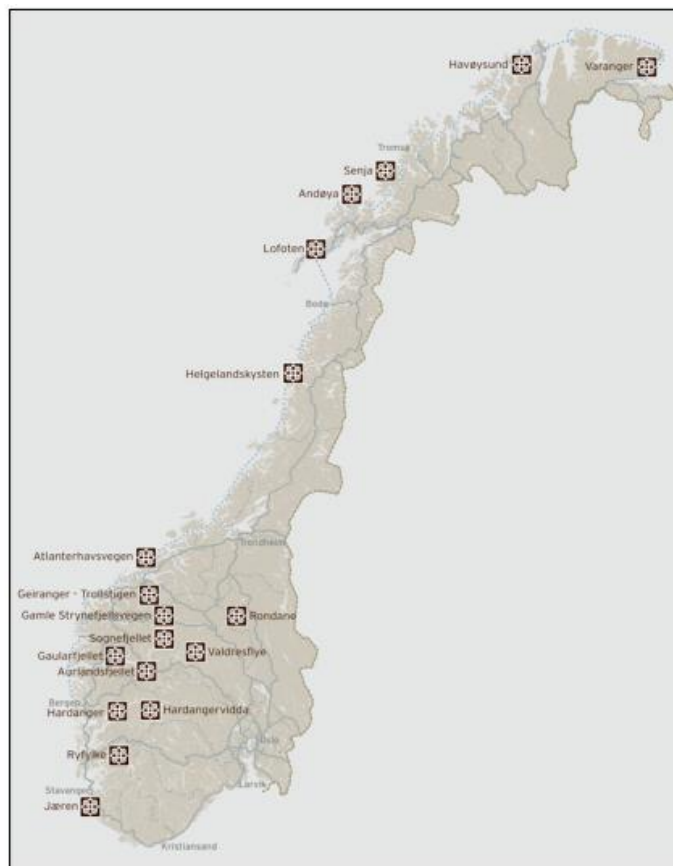 Havøysund
Varanger
Tromsø
Senja
Andøya
Lofoten
Bodø
Helgelandskysten
Trondheim
Atlanterhavsvegen
Geiranger - Trollstigen
Gamle Strynefjellsvegen
Rondane
Sognefjellet
Valdresflye
Gaularfjellet
Aurlandsfjellet
Bergen
Hardanger
Hardangervidda
Oslo
Ryfylke
Larvik
Stavanger
Jæren
Kristiansand